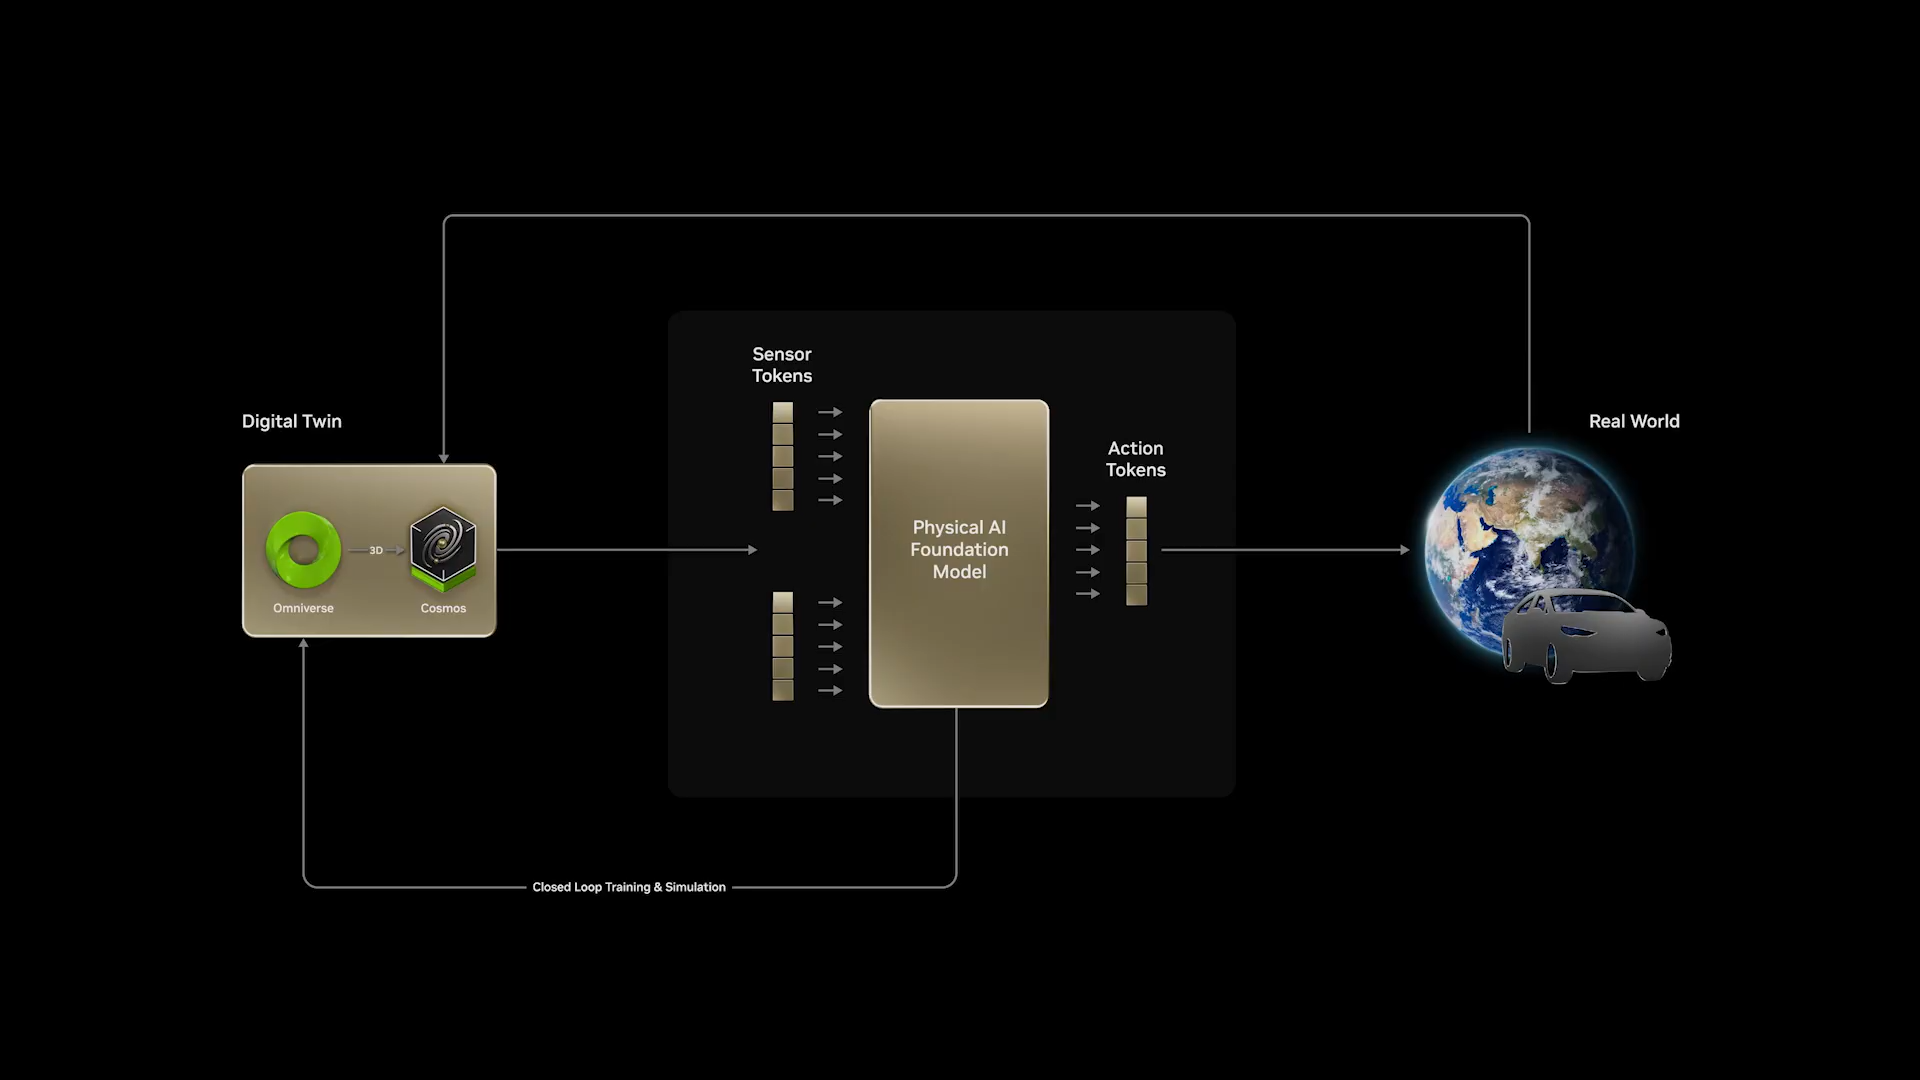 Sensor
Tokens
Digital Twin
Real World
Action
Tokens
Physical AI
Foundation
Model
3D
Omniverse
Cosmos
Closed Loop Training & Simulation